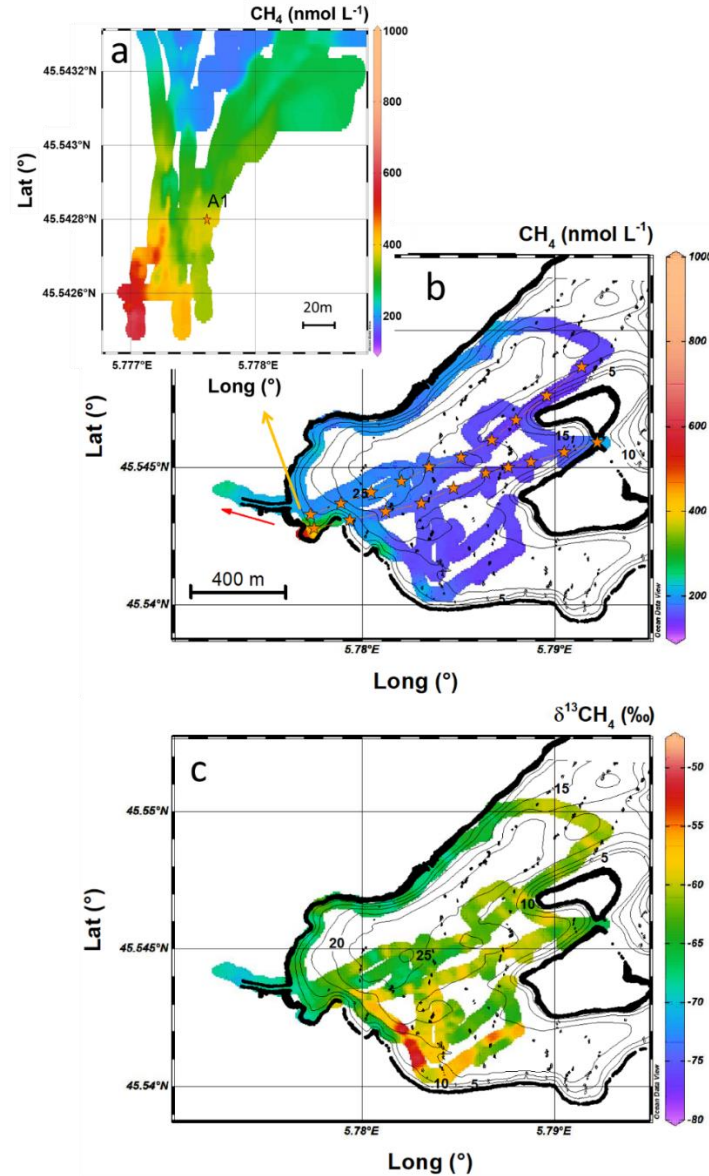 CH₄ (nmol L⁻¹)
a
1000
800
600
400
200
45.5432°N
45.543°N
45.5428°N
45.5426°N
Lat (°)
A1
20m
5.777°E
5.778°E
Long (°)
CH₄ (nmol L⁻¹)
b
1000
800
600
400
200
Lat (°)
45.545°N
45.54°N
5
15
10
25
5
400 m
5.78°E
5.79°E
Ocean Data View
Long (°)
δ¹³CH₄ (‰)
c
-50
-55
-60
-65
-70
-75
-80
45.55°N
45.545°N
45.54°N
Lat (°)
15
5
10
20
25
10
5
5.78°E
5.79°E
Ocean Data View
Long (°)